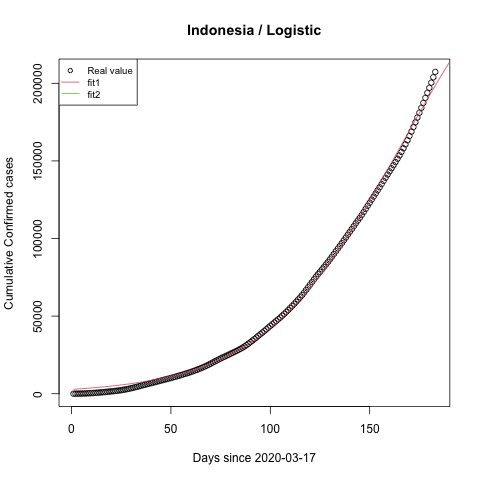 Indonesia / Logistic
Real value
fit1
fit2
Cumulative Confirmed cases
200000
150000
100000
50000
0
0 50 100 150
Days since 2020-03-17